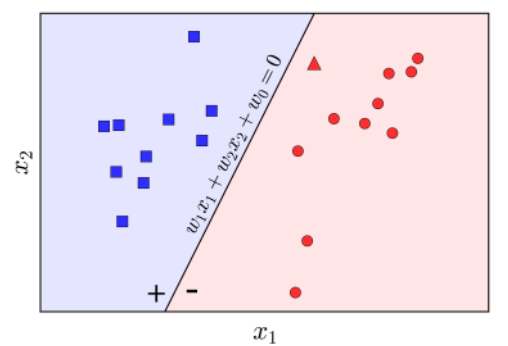 x₂
w₁x₁ + w₂x₂ + w₀ = 0
+ -
x₁